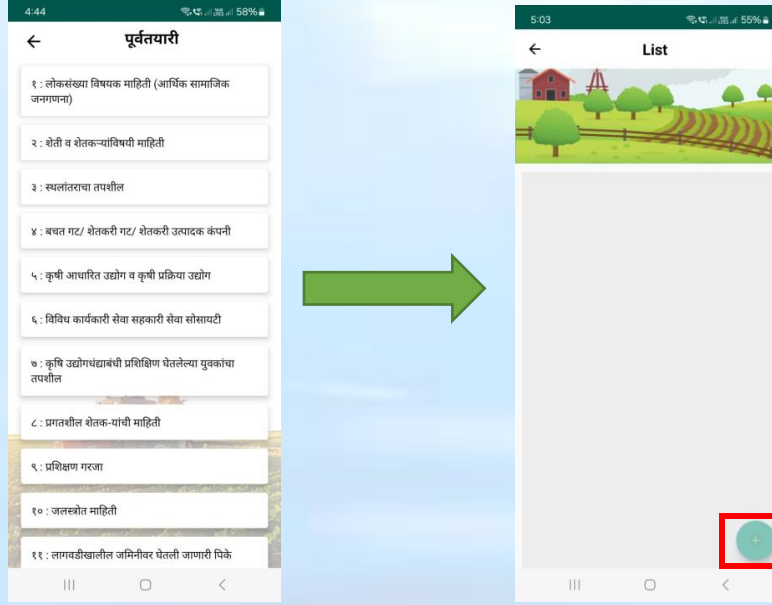 4:44
58%
पूर्वतयारी
१ : लोकसंख्या विषयक माहिती (आर्थिक सामाजिक
जनगणना)
२ : शेती व शेतकऱ्यांविषयी माहिती
३ : स्थलांतराचा तपशील
४ : बचत गट/ शेतकरी गट/ शेतकरी उत्पादक कंपनी
५ : कृषी आधारित उद्योग व कृषी प्रक्रिया उद्योग
६ : विविध कार्यकारी सेवा सहकारी सेवा सोसायटी
७ : कृषि उद्योगधंद्याबंधी प्रशिक्षिण घेतलेल्या युवकांचा
तपशील
८ : प्रगतशील शेतक-यांची माहिती
९ : प्रशिक्षण गरजा
१० : जलस्त्रोत माहिती
११ : लागवडीखालील जमिनीवर घेतली जाणारी पिके
5:03
55%
List
+